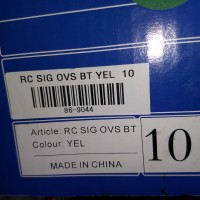 RC SIG OVS BT YEL 10
86-9044
Article: RC SIG OVS BT
Colour: YEL
10
MADE IN CHINA